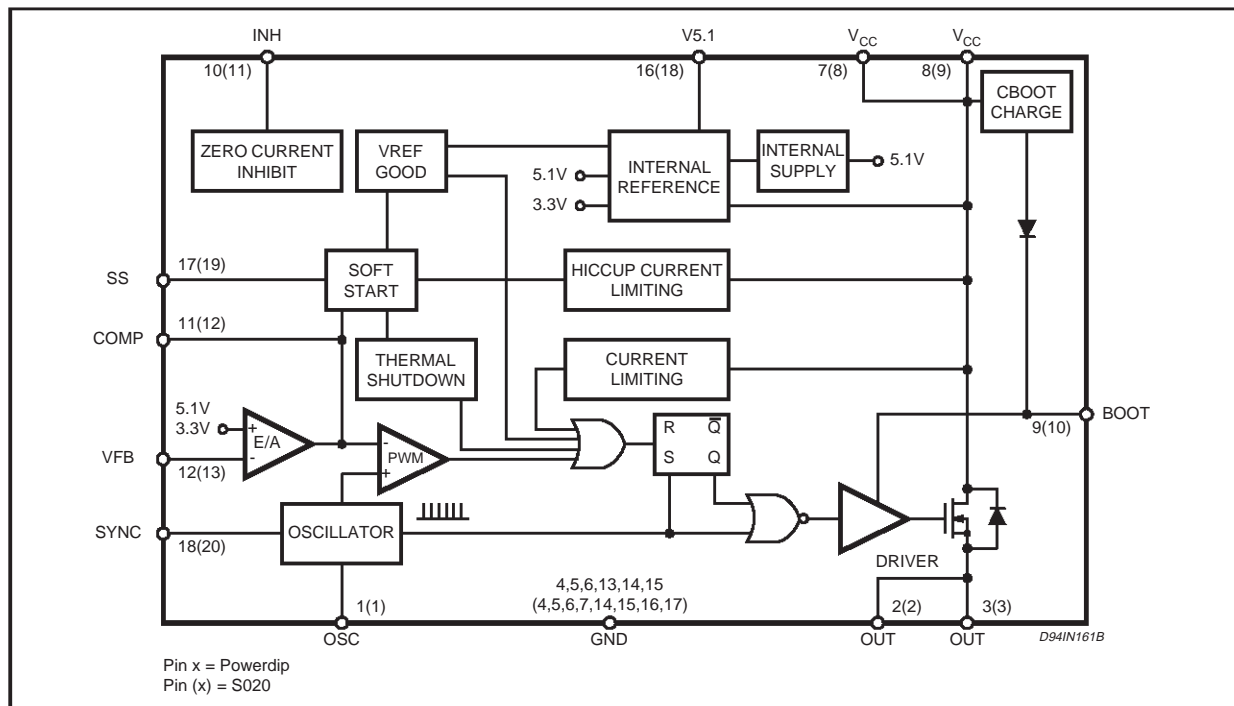 INH
V5.1
VCC
VCC
10(11)
16(18)
7(8)
8(9)
CBOOT
CHARGE
ZERO CURRENT
INHIBIT
VREF
GOOD
INTERNAL
REFERENCE
INTERNAL
SUPPLY
5.1V
5.1V
3.3V
SS
17(19)
SOFT
START
HICCUP CURRENT
LIMITING
COMP
11(12)
THERMAL
SHUTDOWN
CURRENT
LIMITING
5.1V
3.3V
+
E/A
-
VFB
12(13)
-
PWM
+
R Q̅
S Q
BOOT
9(10)
SYNC
18(20)
OSCILLATOR
DRIVER
1(1)
OSC
4,5,6,13,14,15
(4,5,6,7,14,15,16,17)
GND
2(2)
OUT
3(3)
OUT
D94IN161B
Pin x = Powerdip
Pin (x) = S020